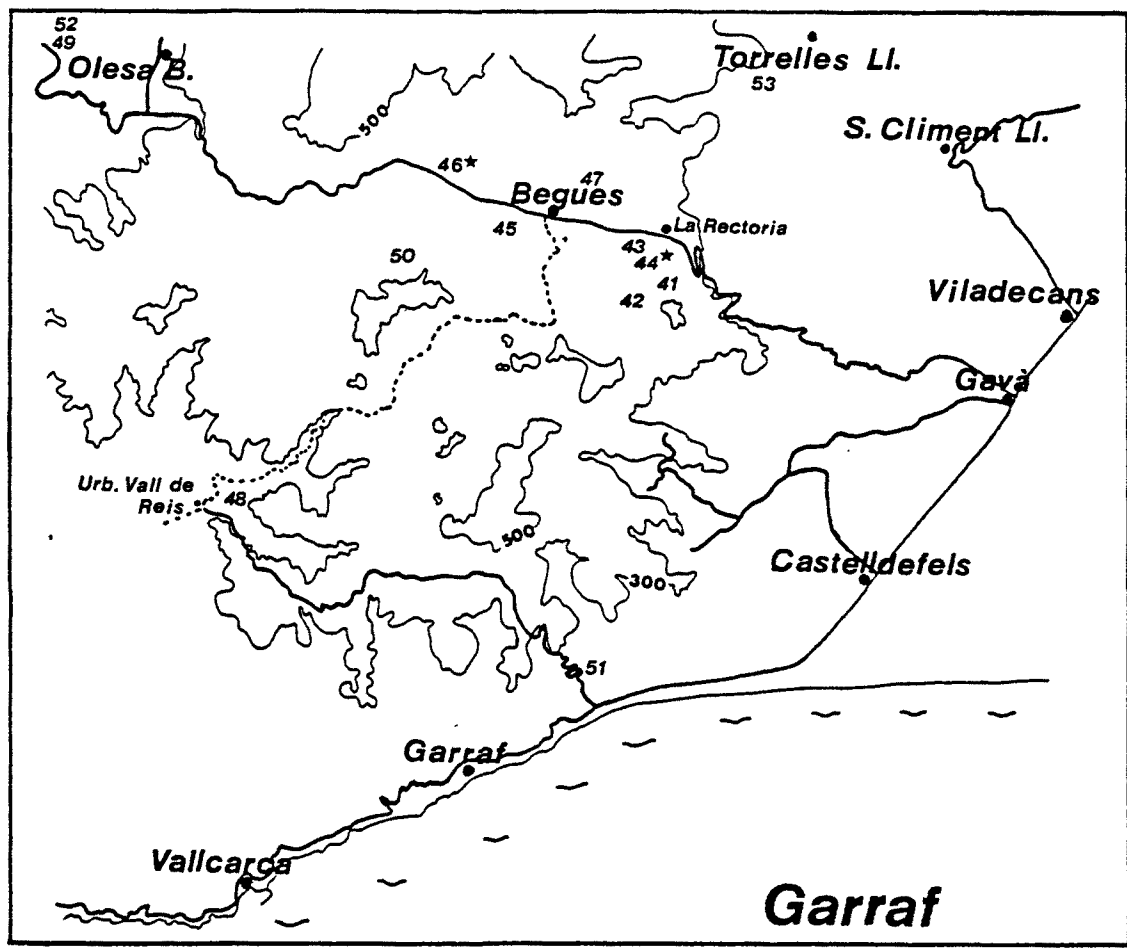 52
49
Olesa B.
Torrelles Ll.
53
500
S. Climent Ll.
46*
47
Begues
45
La Rectoria
43
44*
50
41
42
Viladecans
Gavà
Urb. Vall de
Reis
48
500
Castelldefels
300
51
Garraf
Vallcarca
Garraf